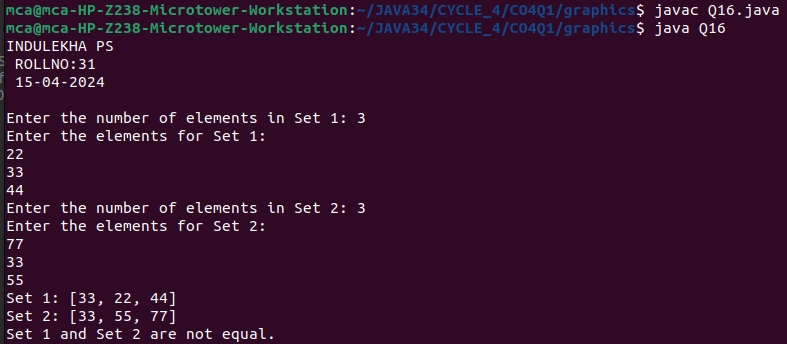 mca@mca-HP-Z238-Microtower-Workstation:~/JAVA34/CYCLE_4/CO4Q1/graphics$ javac Q16.java
mca@mca-HP-Z238-Microtower-Workstation:~/JAVA34/CYCLE_4/CO4Q1/graphics$ java Q16
INDULEKHA PS
 ROLLNO:31
 15-04-2024

Enter the number of elements in Set 1: 3
Enter the elements for Set 1:
22
33
44
Enter the number of elements in Set 2: 3
Enter the elements for Set 2:
77
33
55
Set 1: [33, 22, 44]
Set 2: [33, 55, 77]
Set 1 and Set 2 are not equal.